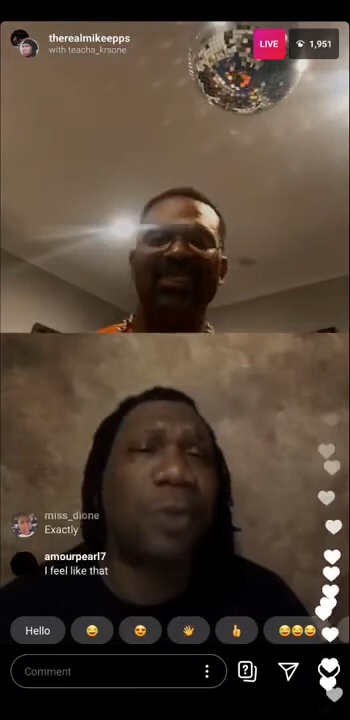 therealmikeepps
with teacha_krsone
LIVE
1,951
miss_dione
Exactly
amourpearl7
I feel like that
Hello
Comment